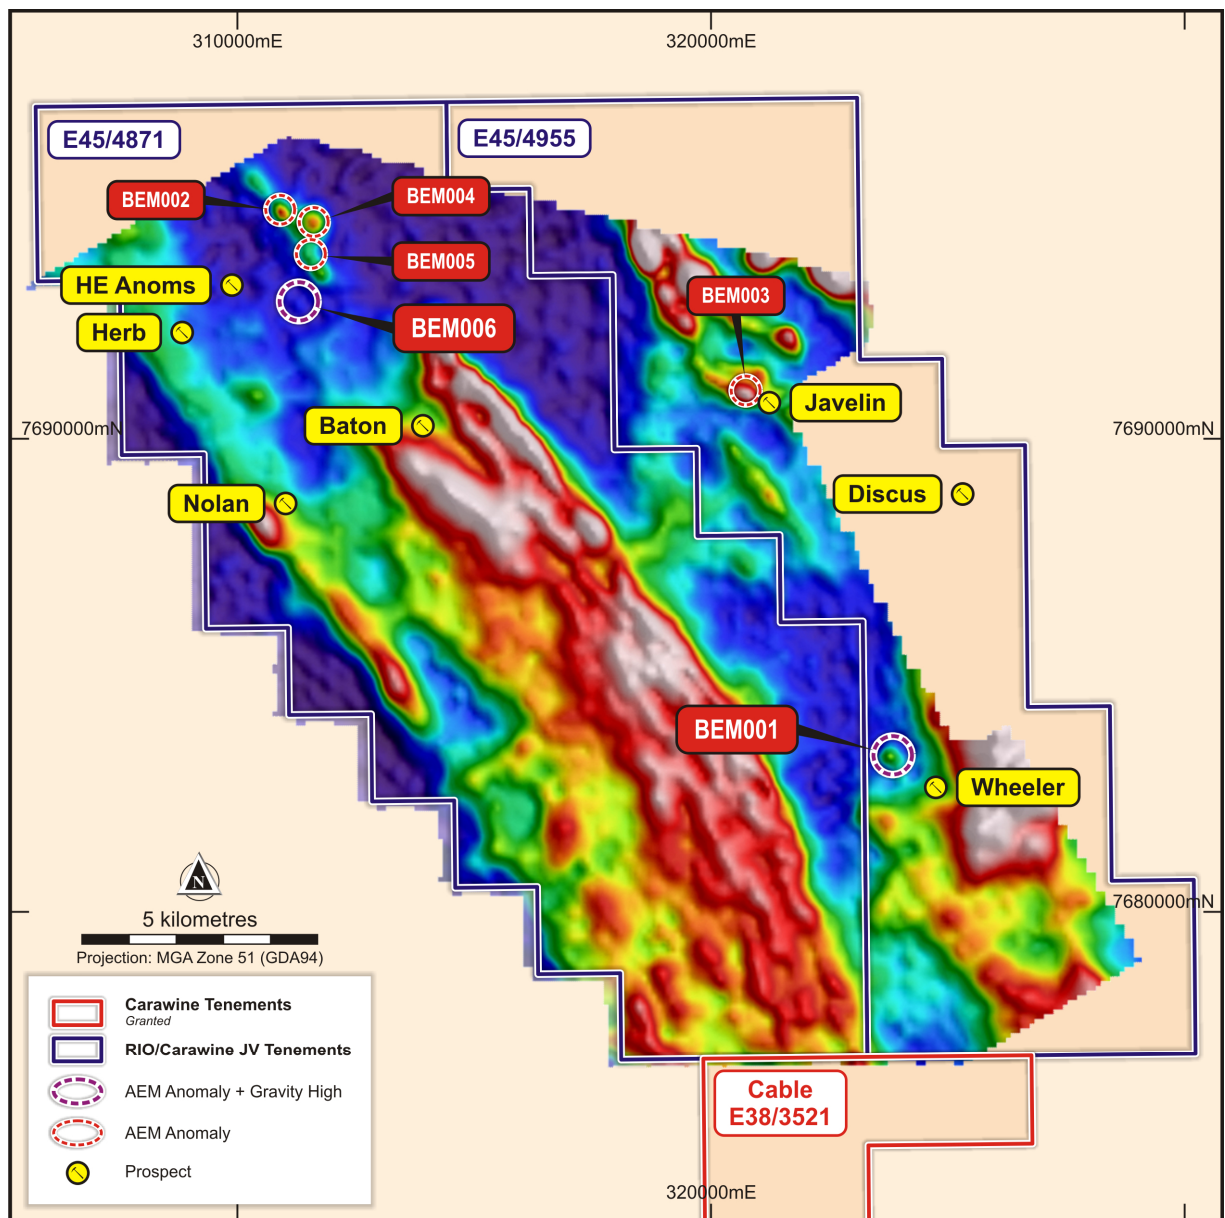 310000mE
320000mE
E45/4871
E45/4955
BEM002
BEM004
BEM005
HE Anoms
BEM003
BEM006
Herb
Baton
Javelin
7690000mN
7690000mN
Nolan
Discus
BEM001
Wheeler
N
5 kilometres
Projection: MGA Zone 51 (GDA94)
7680000mN
Carawine Tenements
Granted
RIO/Carawine JV Tenements
AEM Anomaly + Gravity High
AEM Anomaly
Prospect
Cable
E38/3521
320000mE